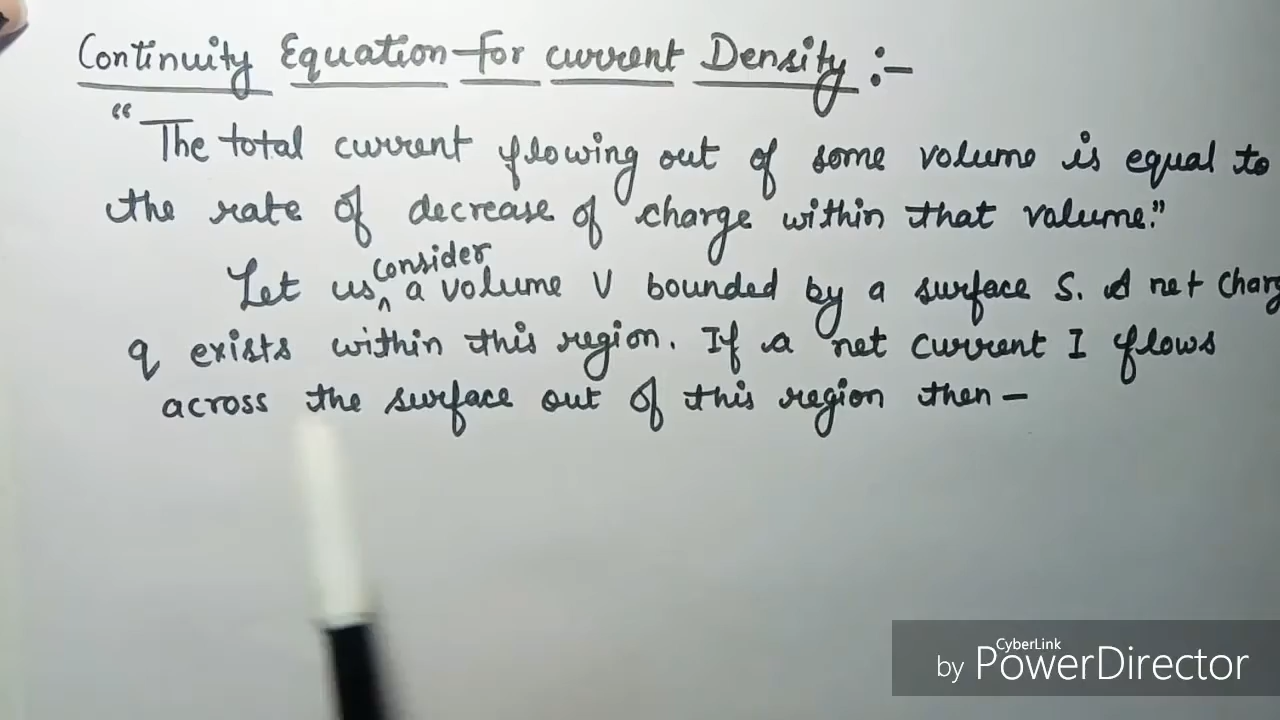 Continuity Equation for current Density :-
"The total current flowing out of some volume is equal to
the rate of decrease of charge within that valume."
consider
Let us ^ a volume V bounded by a surface S. A net Charg
q exists within this region. If a net current I flows
across the surface out of this region then -
CyberLink
by PowerDirector